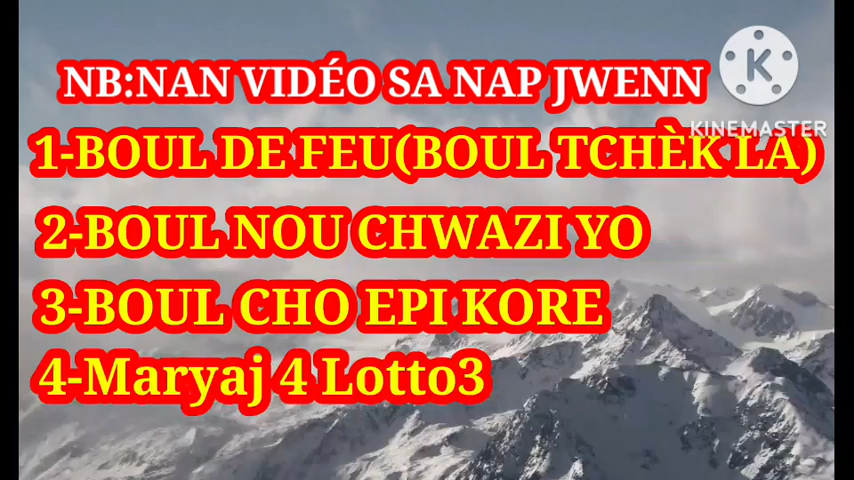 NB:NAN VIDÉO SA NAP JWENN
K
KINEMASTER
1-BOUL DE FEU(BOUL TCHÈK LA)
2-BOUL NOU CHWAZI YO
3-BOUL CHO EPI KORE
4-Maryaj 4 Lotto3